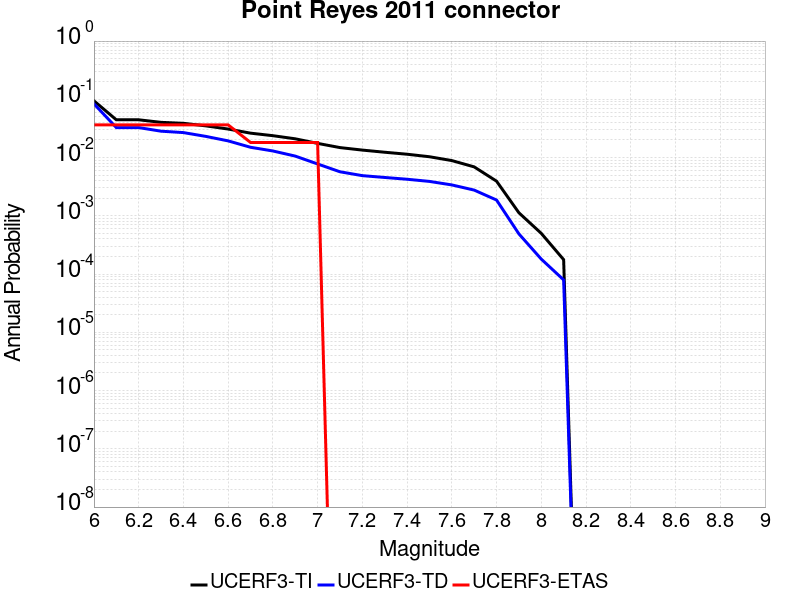 Point Reyes 2011 connector
10^0
10^-1
10^-2
10^-3
10^-4
10^-5
10^-6
10^-7
10^-8
Annual Probability
6 6.2 6.4 6.6 6.8 7 7.2 7.4 7.6 7.8 8 8.2 8.4 8.6 8.8 9
Magnitude
UCERF3-TI UCERF3-TD UCERF3-ETAS